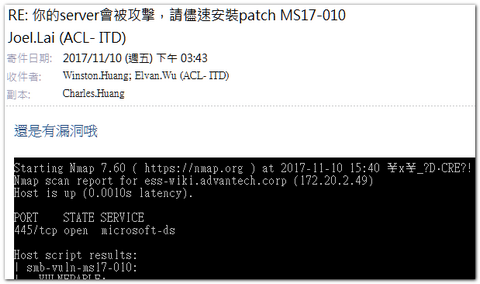 RE: 你的server會被攻擊，請儘速安裝patch MS17-010
Joel.Lai (ACL- ITD)
寄件日期: 2017/11/10 (週五) 下午 03:43
收件者: Winston.Huang; Elvan.Wu (ACL- ITD)
副本: Charles.Huang
還是有漏洞哦
Starting Nmap 7.60 ( https://nmap.org ) at 2017-11-10 15:40 ¥x¥_?D·CRE?!
Nmap scan report for ess-wiki.advantech.corp (172.20.2.49)
Host is up (0.0010s latency).
PORT STATE SERVICE
445/tcp open microsoft-ds
Host script results:
| smb-vuln-ms17-010:
| VULNERABLE: